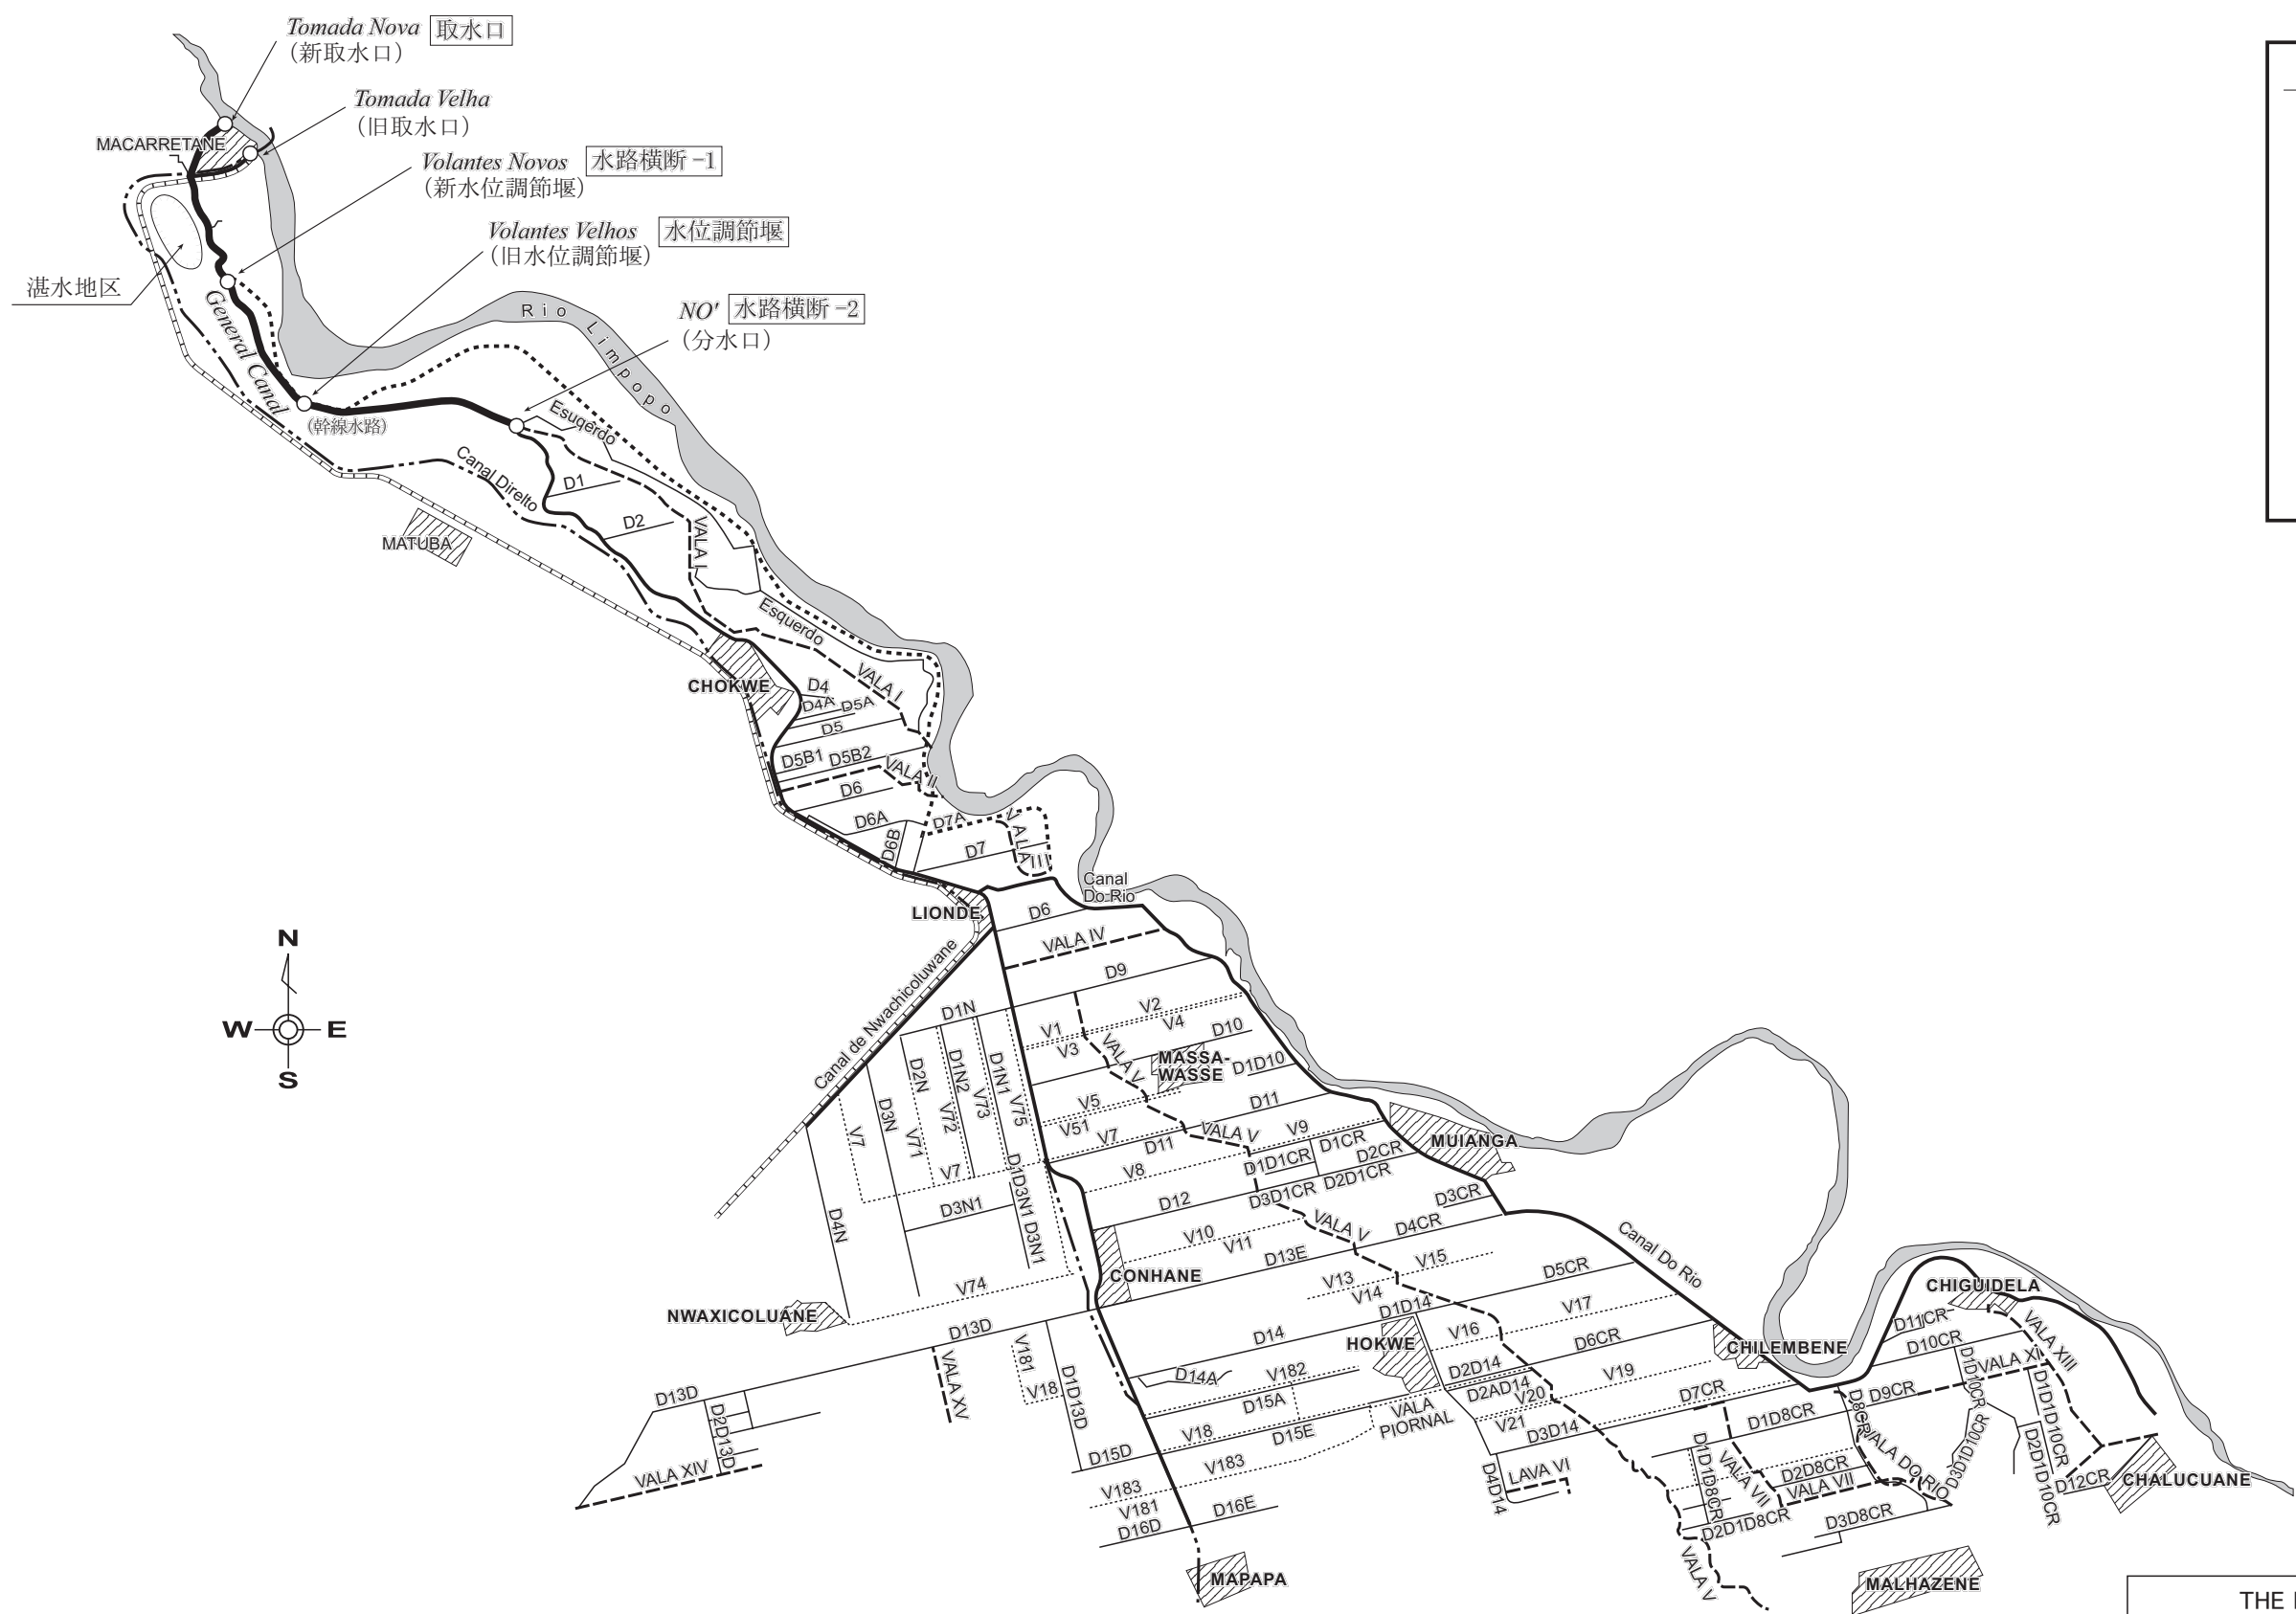 Tomada Nova 取水口
(新取水口)
Tomada Velha
(旧取水口)
MACARRETANE
Volantes Novos 水路横断-1
(新水位調節堰)
Volantes Velhos 水位調節堰
(旧水位調節堰)
湛水地区
NO' 水路横断-2
(分水口)
General Canal
(幹線水路)
Rio Limpopo
Esuqerdo
Canal Direlto
D1
D2
VALA I
MATUBA
Esquerdo
VALA I
CHOKWE
D4
D4A
D5A
D5
D5B1
D5B2
VALA II
D6
D6A
D6B
D7A
D7
VALA III
Canal
Do Rio
LIONDE
D6
VALA IV
D9
N
W
E
S
Canal de Nwachicoluwane
D1N
V1
V2
V3
V4
D10
VALA V
MASSA-
WASSE
D1D10
D2N
D1N2
D1N1
V73
V75
V72
D3N
V71
V7
V5
V51
V7
D11
D11
VALA V
V9
D1CR
D2CR
MUIANGA
V7
V8
D1D1CR
D1D3N1
D3N1
D3N1
D4N
D12
D3D1CR
D2D1CR
D3CR
VALA V
D4CR
V10
V11
D13E
V15
V13
V14
CONHANE
V74
NWAXICOLUANE
D13D
Canal Do Rio
D5CR
D1D14
V17
V16
D14
HOKWE
D6CR
CHILEMBENE
CHIGUIDELA
D11CR
D10CR
VALA XIII
VALA XI
D1D10CR
D1D1D10CR
V181
V18
D1D13D
VALA XV
D14A
V182
D15A
D2D14
D2AD14
V20
V19
V21
D7CR
D9CR
D8CR
D1D8CR
D13D
D2D13D
VALA XIV
D15D
V18
D15E
VALA
PIORNAL
D3D14
V183
V183
V181
D16D
D16E
D4D14
LAVA VI
D1D1D8CR
VALA VII
D2D8CR
VALA VII
VALA DO RIO
D3D1D10CR
D2D1D10CR
D12CR
CHALUCUANE
D2D1D8CR
D3D8CR
VALA V
MAPAPA
MALHAZENE
THE